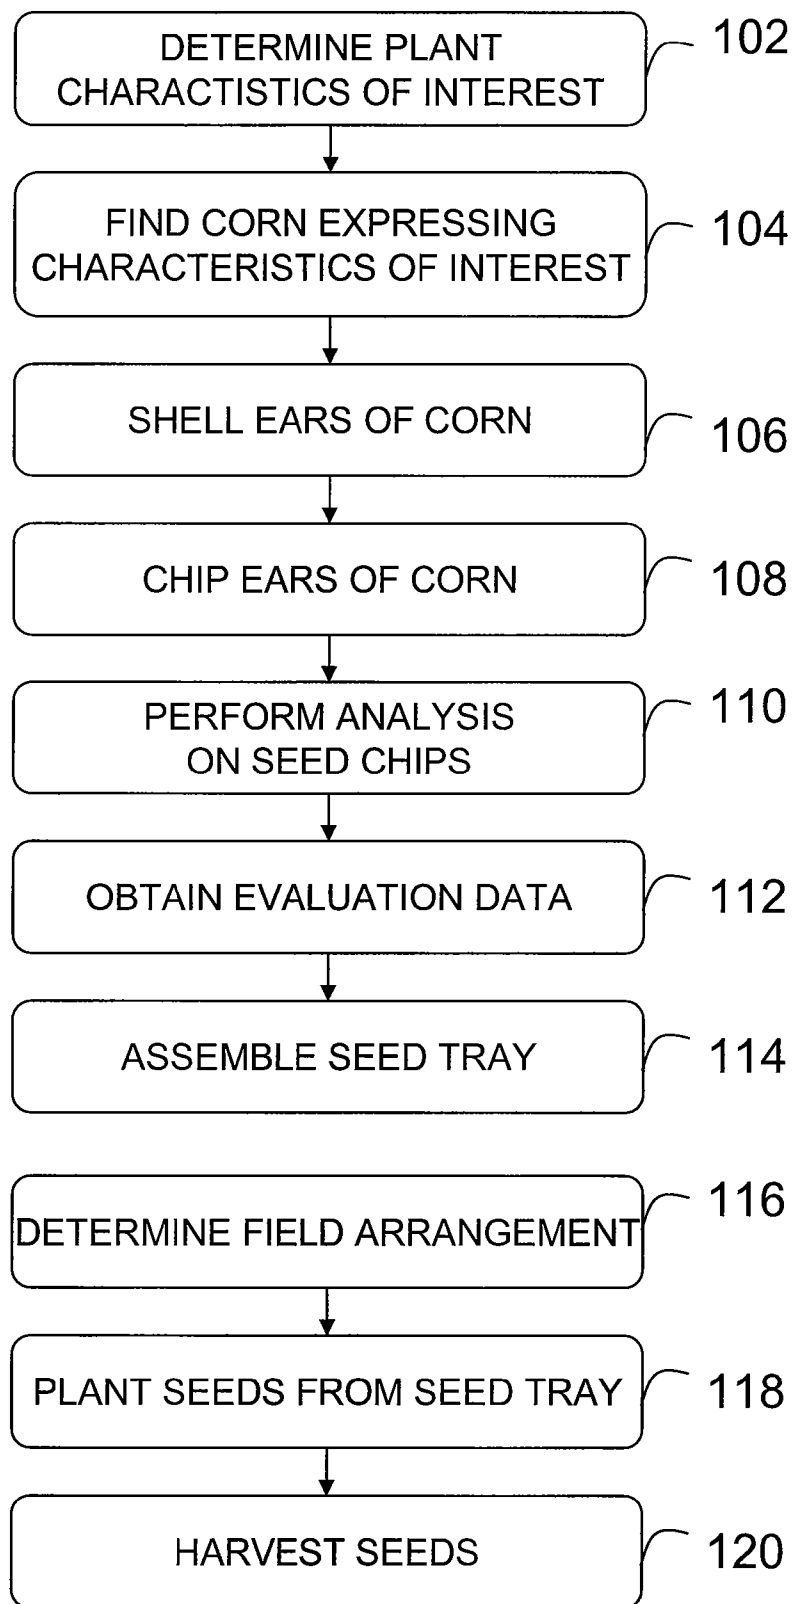 DETERMINE PLANT
CHARACTISTICS OF INTEREST
102
FIND CORN EXPRESSING
CHARACTERISTICS OF INTEREST
104
SHELL EARS OF CORN
106
CHIP EARS OF CORN
108
PERFORM ANALYSIS
ON SEED CHIPS
110
OBTAIN EVALUATION DATA
112
ASSEMBLE SEED TRAY
114
DETERMINE FIELD ARRANGEMENT
116
PLANT SEEDS FROM SEED TRAY
118
HARVEST SEEDS
120